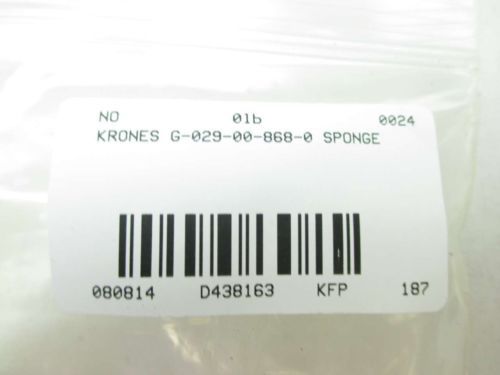 NO 01b 0024
KRONES G-029-00-868-0 SPONGE
080814 D438163 KFP 187